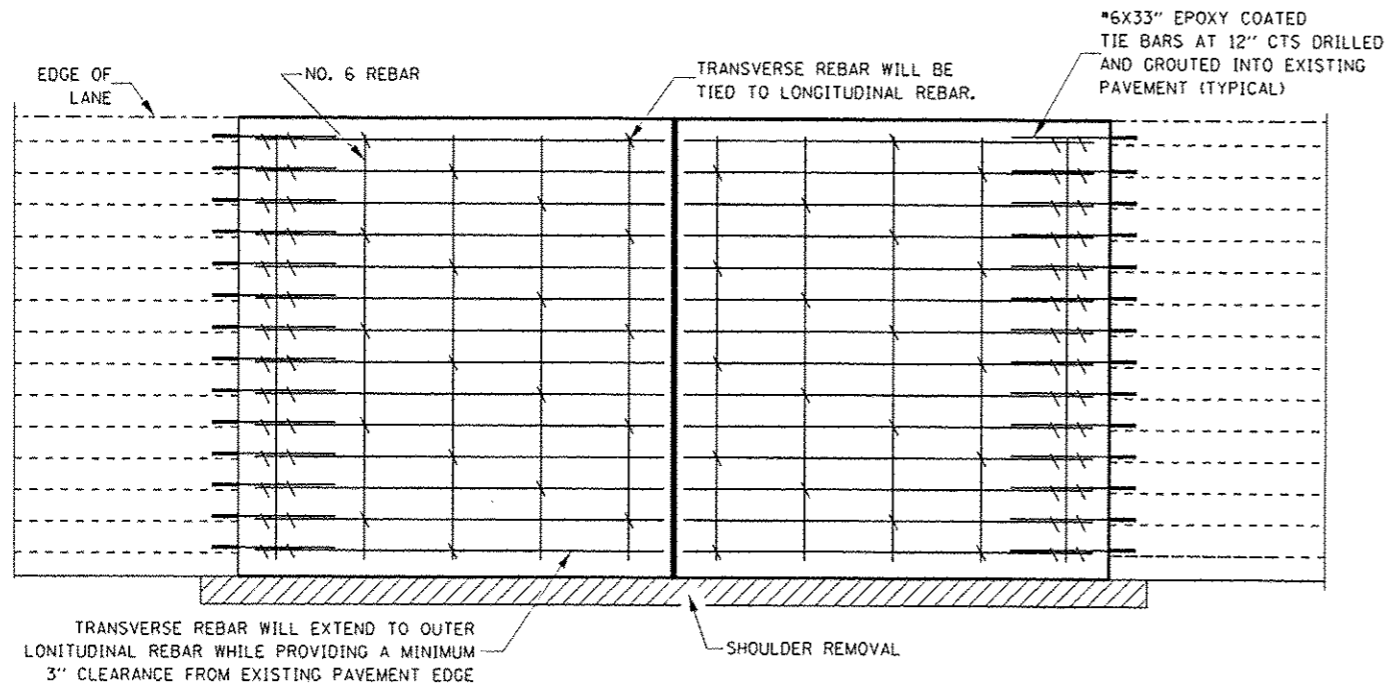 EDGE OF
LANE
NO. 6 REBAR
TRANSVERSE REBAR WILL BE
TIED TO LONGITUDINAL REBAR.
#6X33" EPOXY COATED
TIE BARS AT 12" CTS DRILLED
AND GROUTED INTO EXISTING
PAVEMENT (TYPICAL)
TRANSVERSE REBAR WILL EXTEND TO OUTER
LONITUDINAL REBAR WHILE PROVIDING A MINIMUM
3" CLEARANCE FROM EXISTING PAVEMENT EDGE
SHOULDER REMOVAL